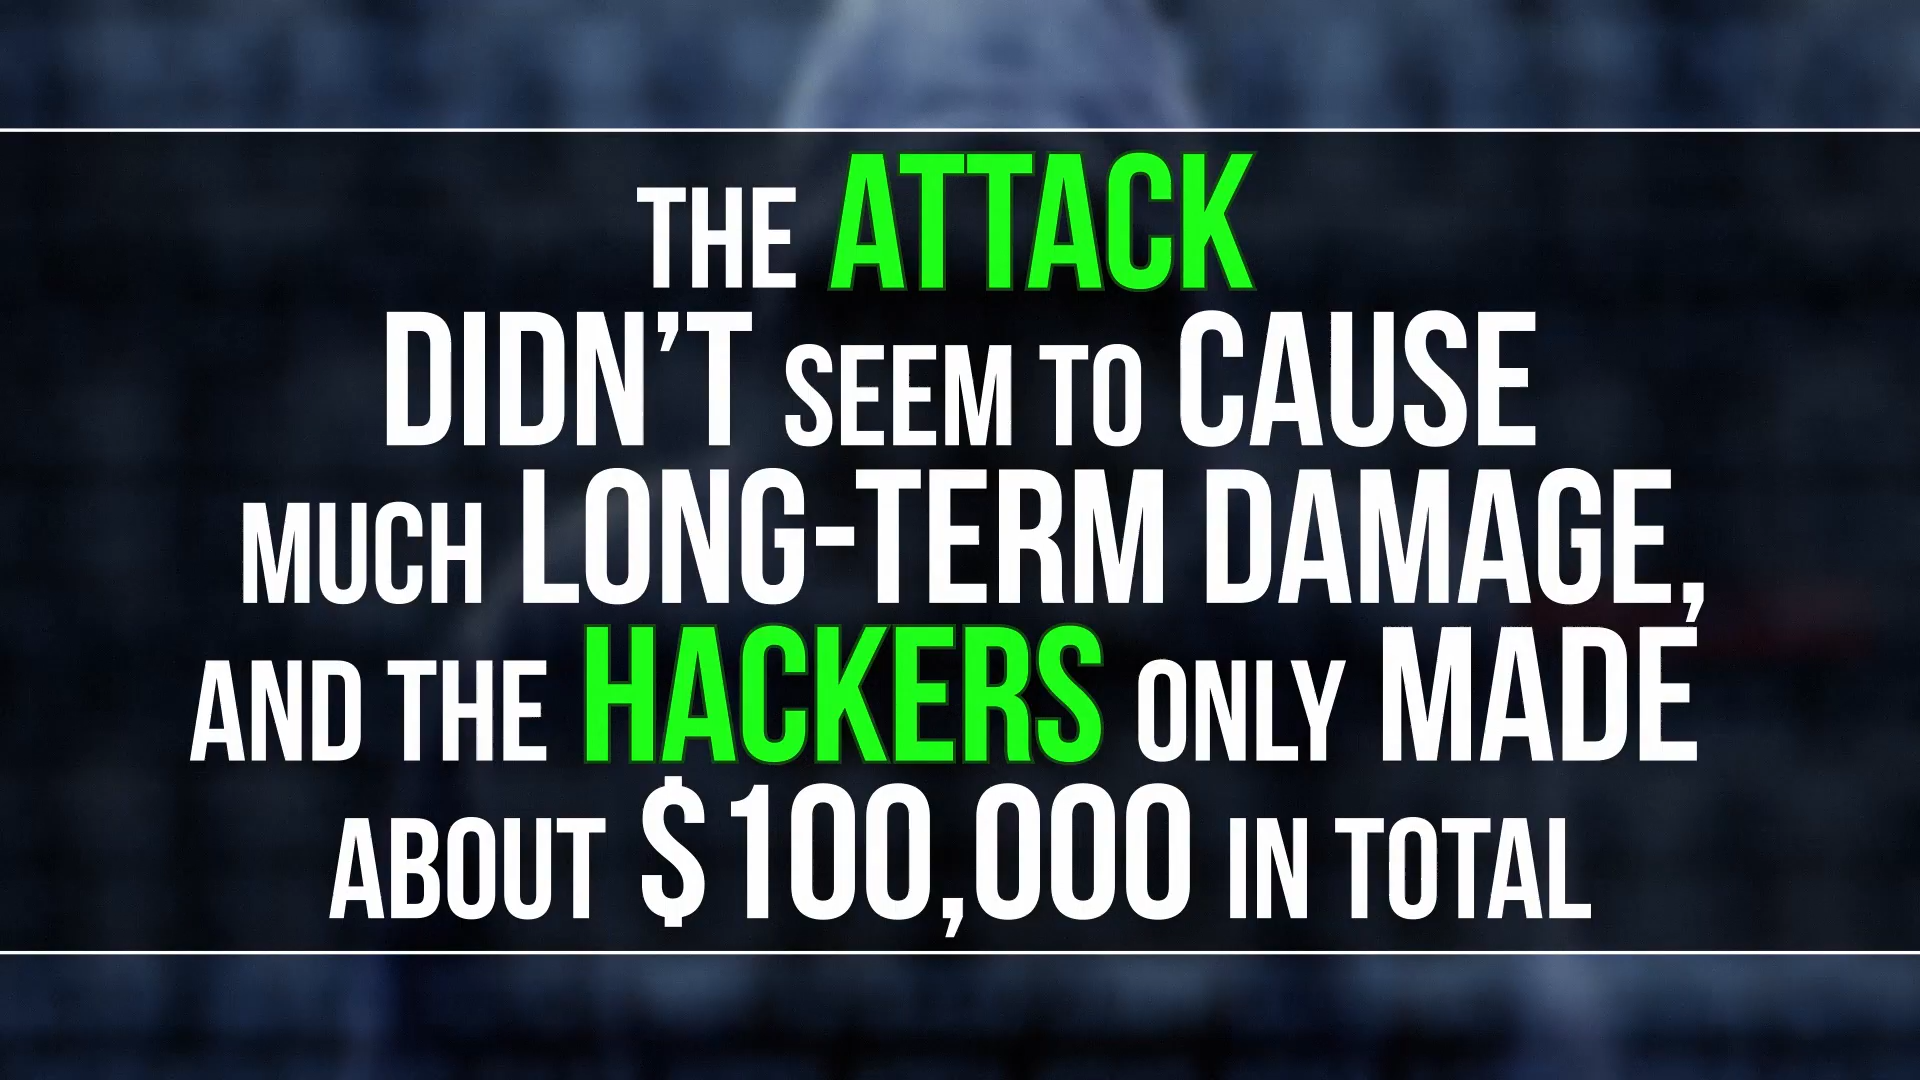 THE ATTACK
DIDN’T SEEM TO CAUSE
MUCH LONG-TERM DAMAGE,
AND THE HACKERS ONLY MADE
ABOUT $100,000 IN TOTAL